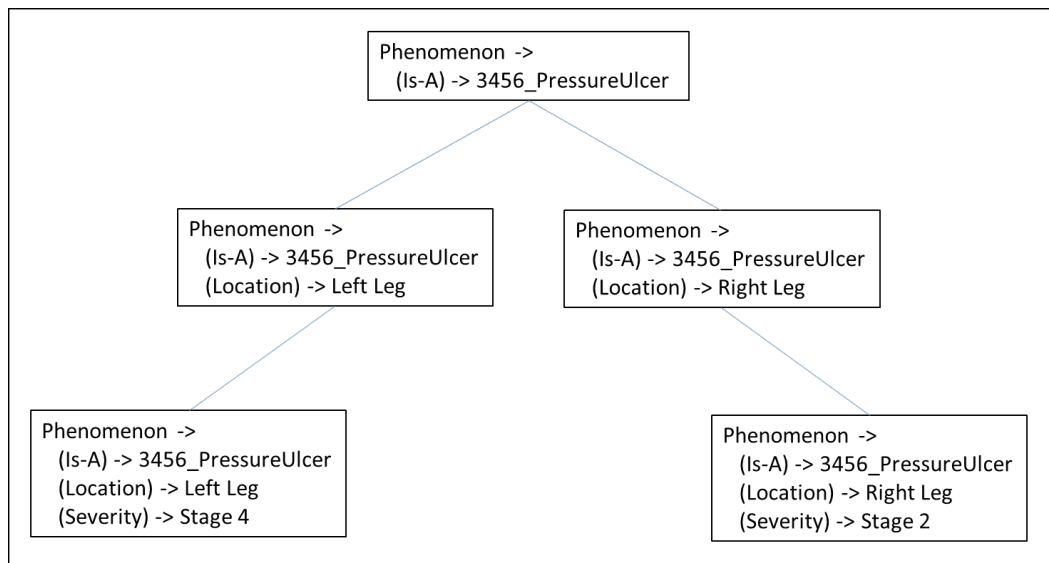 Phenomenon ->
(Is-A) -> 3456_PressureUlcer
Phenomenon ->
(Is-A) -> 3456_PressureUlcer
(Location) -> Left Leg
Phenomenon ->
(Is-A) -> 3456_PressureUlcer
(Location) -> Right Leg
Phenomenon ->
(Is-A) -> 3456_PressureUlcer
(Location) -> Left Leg
(Severity) -> Stage 4
Phenomenon ->
(Is-A) -> 3456_PressureUlcer
(Location) -> Right Leg
(Severity) -> Stage 2